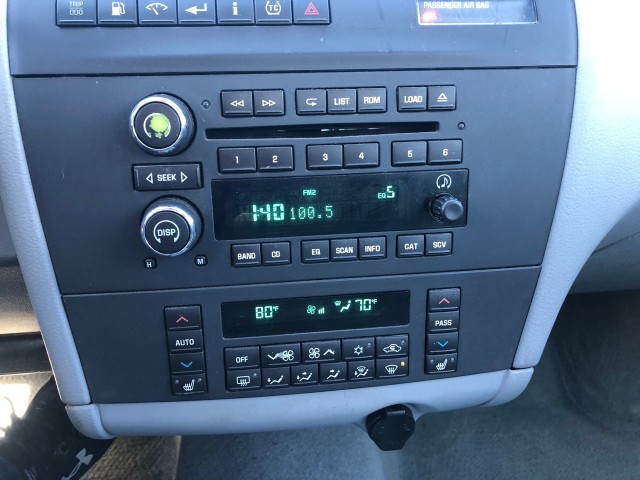 TRIP
i
TC
PASSENGER AIR BAG
LIST RDM LOAD
1 2 3 4 5 6
SEEK
FM2 EQ 5
1:40 100.5
DISP
H M
BAND CD EQ SCAN INFO CAT SCV
80°F 70°F
AUTO OFF PASS